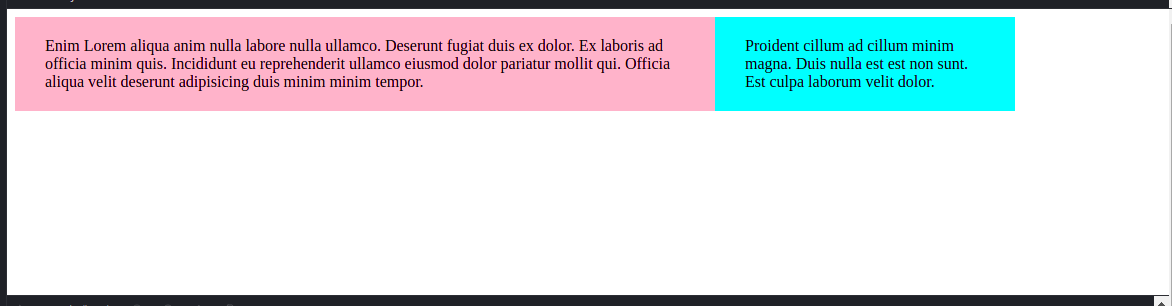 Enim Lorem aliqua anim nulla labore nulla ullamco. Deserunt fugiat duis ex dolor. Ex laboris ad
officia minim quis. Incididunt eu reprehenderit ullamco eiusmod dolor pariatur mollit qui. Officia
aliqua velit deserunt adipisicing duis minim minim tempor.
Proident cillum ad cillum minim
magna. Duis nulla est est non sunt.
Est culpa laborum velit dolor.